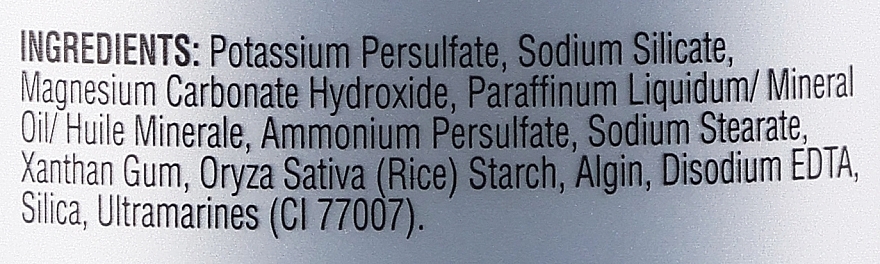 INGREDIENTS: Potassium Persulfate, Sodium Silicate,
Magnesium Carbonate Hydroxide, Paraffinum Liquidum/ Mineral
Oil/ Huile Minerale, Ammonium Persulfate, Sodium Stearate,
Xanthan Gum, Oryza Sativa (Rice) Starch, Algin, Disodium EDTA,
Silica, Ultramarines (CI 77007).